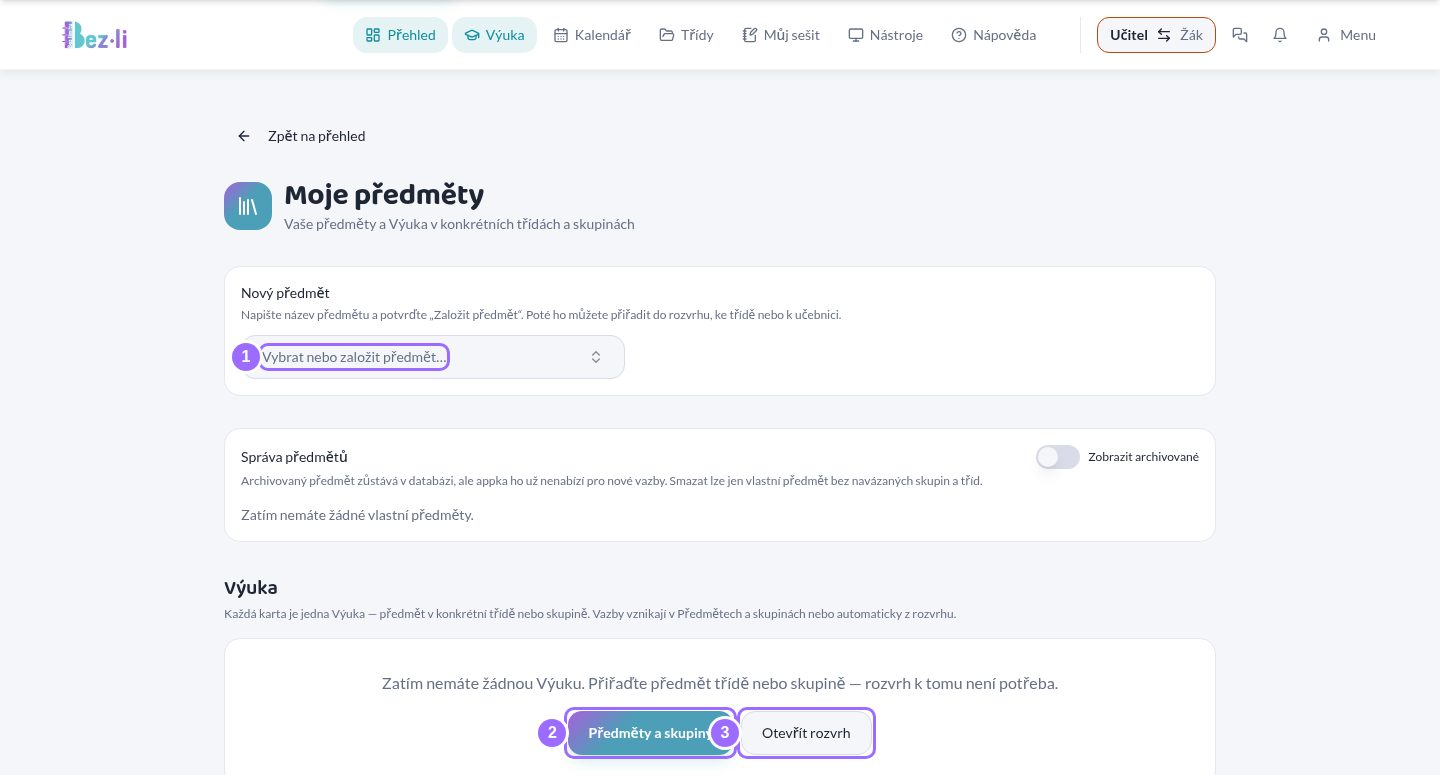 Bez·li
Přehled
Výuka
Kalendář
Třídy
Můj sešit
Nástroje
Nápověda
Učitel
Žák
Menu
Zpět na přehled
Moje předměty
Vaše předměty a Výuka v konkrétních třídách a skupinách
Nový předmět
Napište název předmětu a potvrďte „Založit předmět“. Poté ho můžete přiřadit do rozvrhu, ke třídě nebo k učebnici.
1
Vybrat nebo založit předmět…
Správa předmětů
Zobrazit archivované
Archivovaný předmět zůstává v databázi, ale appka ho už nenabízí pro nové vazby. Smazat lze jen vlastní předmět bez navázaných skupin a tříd.
Zatím nemáte žádné vlastní předměty.
Výuka
Každá karta je jedna Výuka — předmět v konkrétní třídě nebo skupině. Vazby vznikají v Předmětech a skupinách nebo automaticky z rozvrhu.
Zatím nemáte žádnou Výuku. Přiřaďte předmět třídě nebo skupině — rozvrh k tomu není potřeba.
2
Předměty a skupiny
3
Otevřít rozvrh